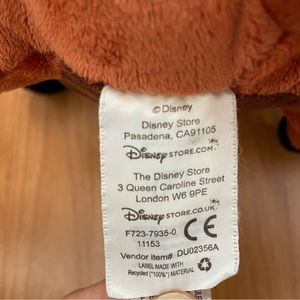 © Disney
Disney Store
Pasadena, CA91105
DISNEYSTORE.COM
The Disney Store
3 Queen Caroline Street
London W6 9PE
DISNEYSTORE.CO.UK
F723-7935-0
11153
CE
Vendor Item# DU02356A
LABEL MADE WITH
Recycled ("100%") MATERIAL